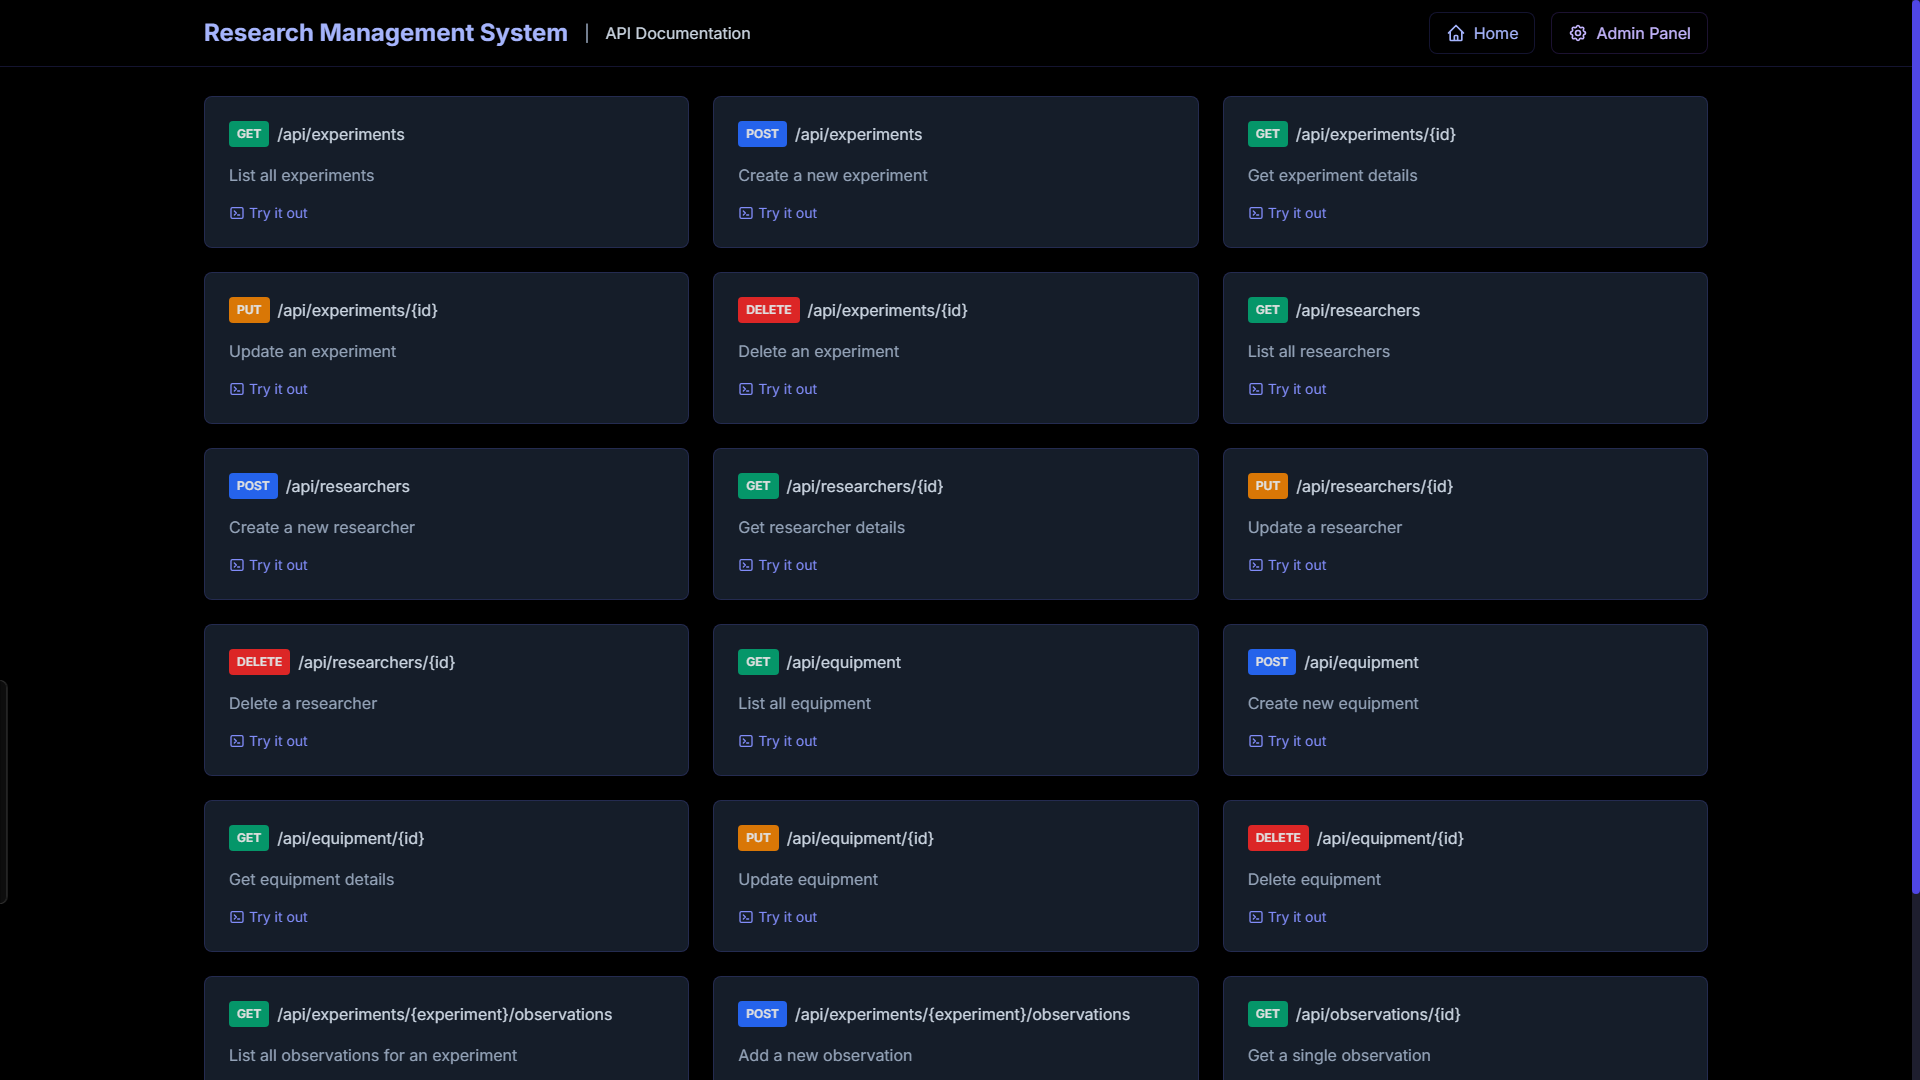 Research Management System | API Documentation
Home
Admin Panel
GET /api/experiments
List all experiments
Try it out
POST /api/experiments
Create a new experiment
Try it out
GET /api/experiments/{id}
Get experiment details
Try it out
PUT /api/experiments/{id}
Update an experiment
Try it out
DELETE /api/experiments/{id}
Delete an experiment
Try it out
GET /api/researchers
List all researchers
Try it out
POST /api/researchers
Create a new researcher
Try it out
GET /api/researchers/{id}
Get researcher details
Try it out
PUT /api/researchers/{id}
Update a researcher
Try it out
DELETE /api/researchers/{id}
Delete a researcher
Try it out
GET /api/equipment
List all equipment
Try it out
POST /api/equipment
Create new equipment
Try it out
GET /api/equipment/{id}
Get equipment details
Try it out
PUT /api/equipment/{id}
Update equipment
Try it out
DELETE /api/equipment/{id}
Delete equipment
Try it out
GET /api/experiments/{experiment}/observations
List all observations for an experiment
POST /api/experiments/{experiment}/observations
Add a new observation
GET /api/observations/{id}
Get a single observation